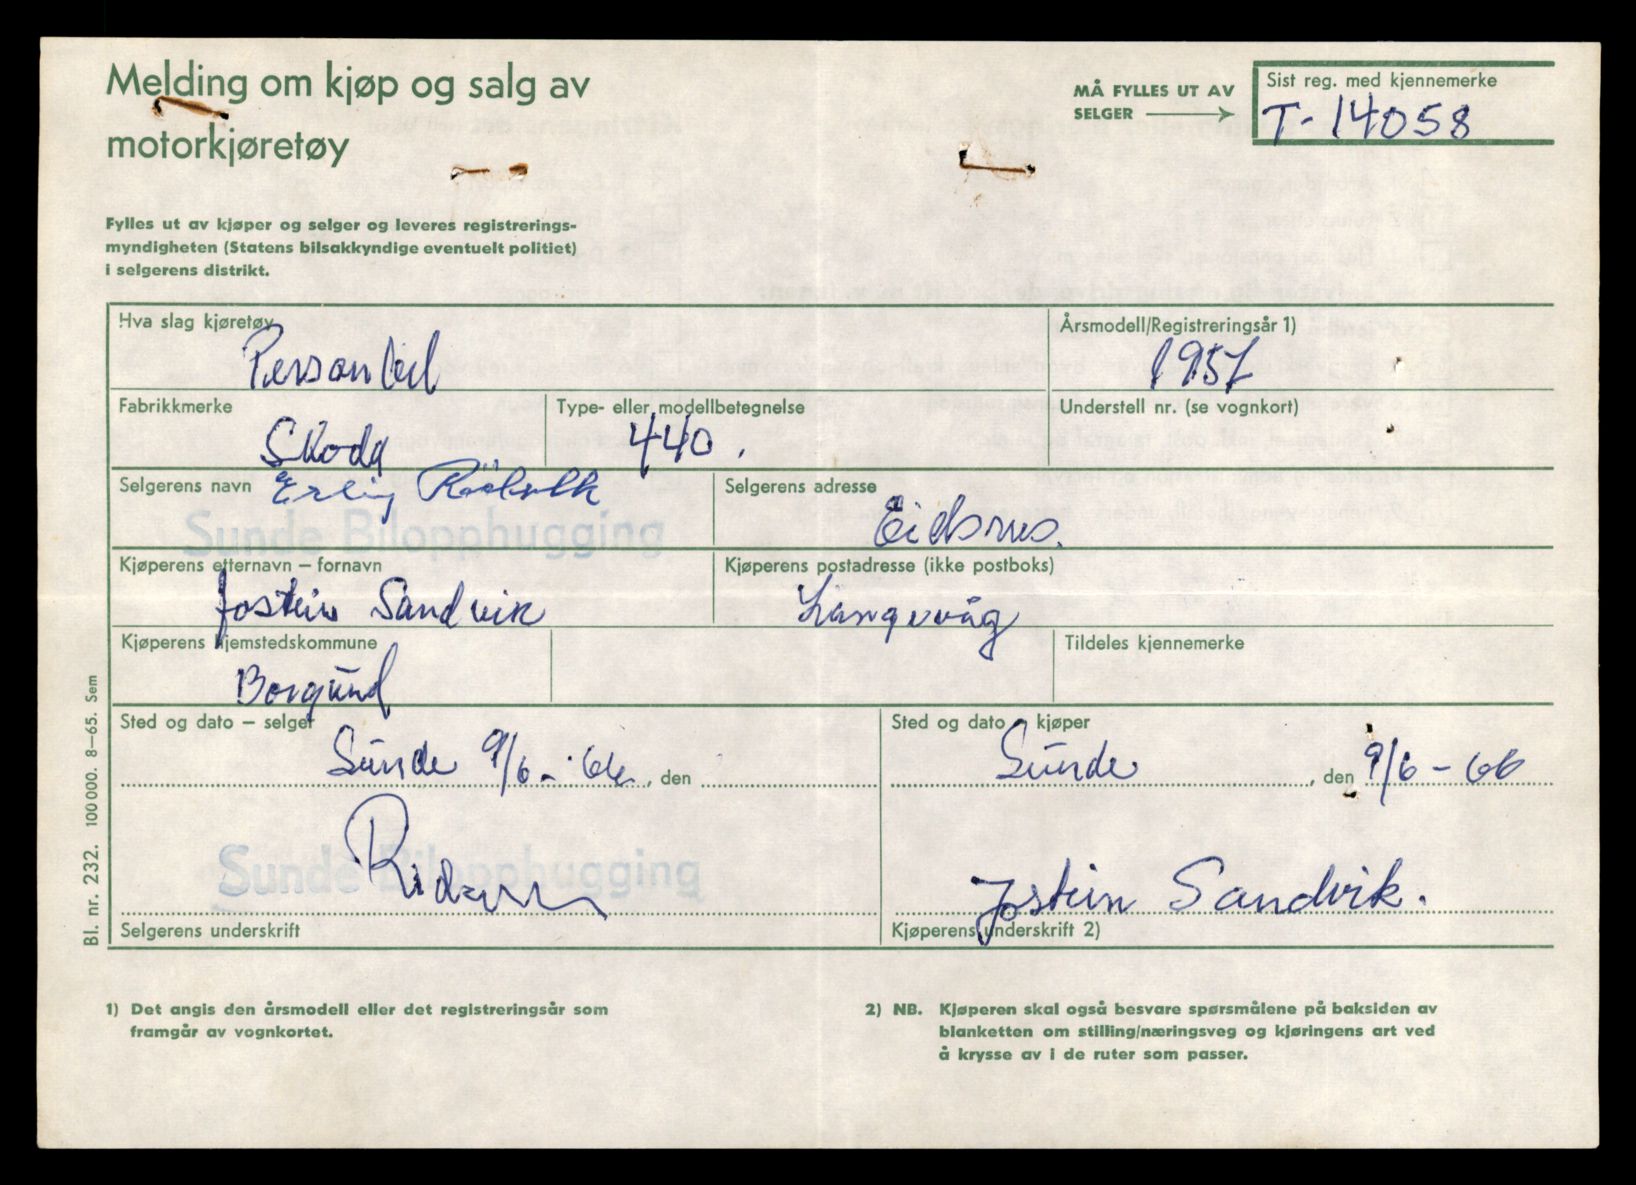 Melding om kjøp og salg av
motorkjøretøy
MÅ FYLLES UT AV
SELGER
Sist reg. med kjennemerke
T-14058
Fylles ut av kjøper og selger og leveres registrerings-
myndigheten (Statens bilsakkyndige eventuelt politiet)
i selgerens distrikt.
Hva slag kjøretøy
Personbil
Årsmodell/Registreringsår 1)
1957
Fabrikkmerke
Skoda
Type- eller modellbetegnelse
440.
Understell nr. (se vognkort)
Selgerens navn Erling
Sunde Bilopphugging
Selgerens adresse
Eidsnes.
Kjøperens etternavn – fornavn
Jostein Sandvik
Kjøperens postadresse (ikke postboks)
Langevåg
Kjøperens hjemstedskommune
Borgund
Tildeles kjennemerke
Sted og dato – selger
Sunde 9/6 - 66, den
Sted og dato – kjøper
Sunde, den 9/6 - 66
Sunde Bilopphugging
Selgerens underskrift
Jostein Sandvik.
Kjøperens underskrift 2)
Bl. nr. 232. 100 000. 8–65. Sem
1) Det angis den årsmodell eller det registreringsår som
framgår av vognkortet.
2) NB. Kjøperen skal også besvare spørsmålene på baksiden av
blanketten om stilling/næringsveg og kjøringens art ved
å krysse av i de ruter som passer.